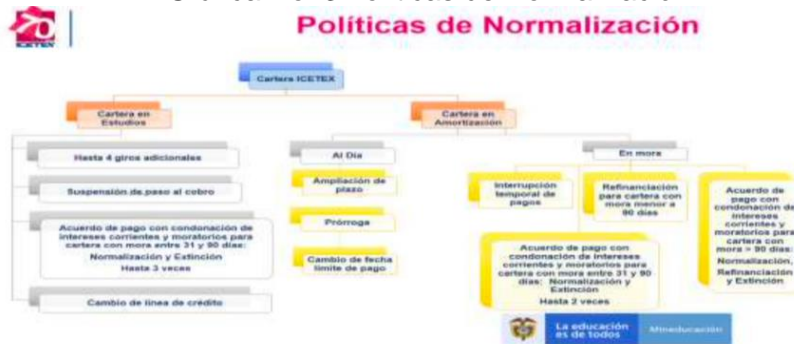 70
ICETEX
Políticas de Normalización
Cartera ICETEX
Cartera en
Estudios
Cartera en
Amortización
Hasta 4 giros adicionales
Suspensión de paso al cobro
Acuerdo de pago con condonación de
intereses corrientes y moratorios para
cartera con mora entre 31 y 90 días:
Normalización y Extinción
Hasta 3 veces
Cambio de línea de crédito
Al Día
Ampliación de
plazo
Prórroga
Cambio de fecha
límite de pago
En mora
Interrupción
temporal de
pagos
Refinanciación
para cartera con
mora menor a
90 días
Acuerdo de
pago con
condonación de
intereses
corrientes y
moratorios para
cartera con
mora > 90 días:
Normalización,
Refinanciación
y Extinción
Acuerdo de pago con
condonación de intereses
corrientes y moratorios para
cartera con mora entre 31 y 90
días: Normalización y
Extinción
Hasta 2 veces
La educación
es de todos
Mineducación